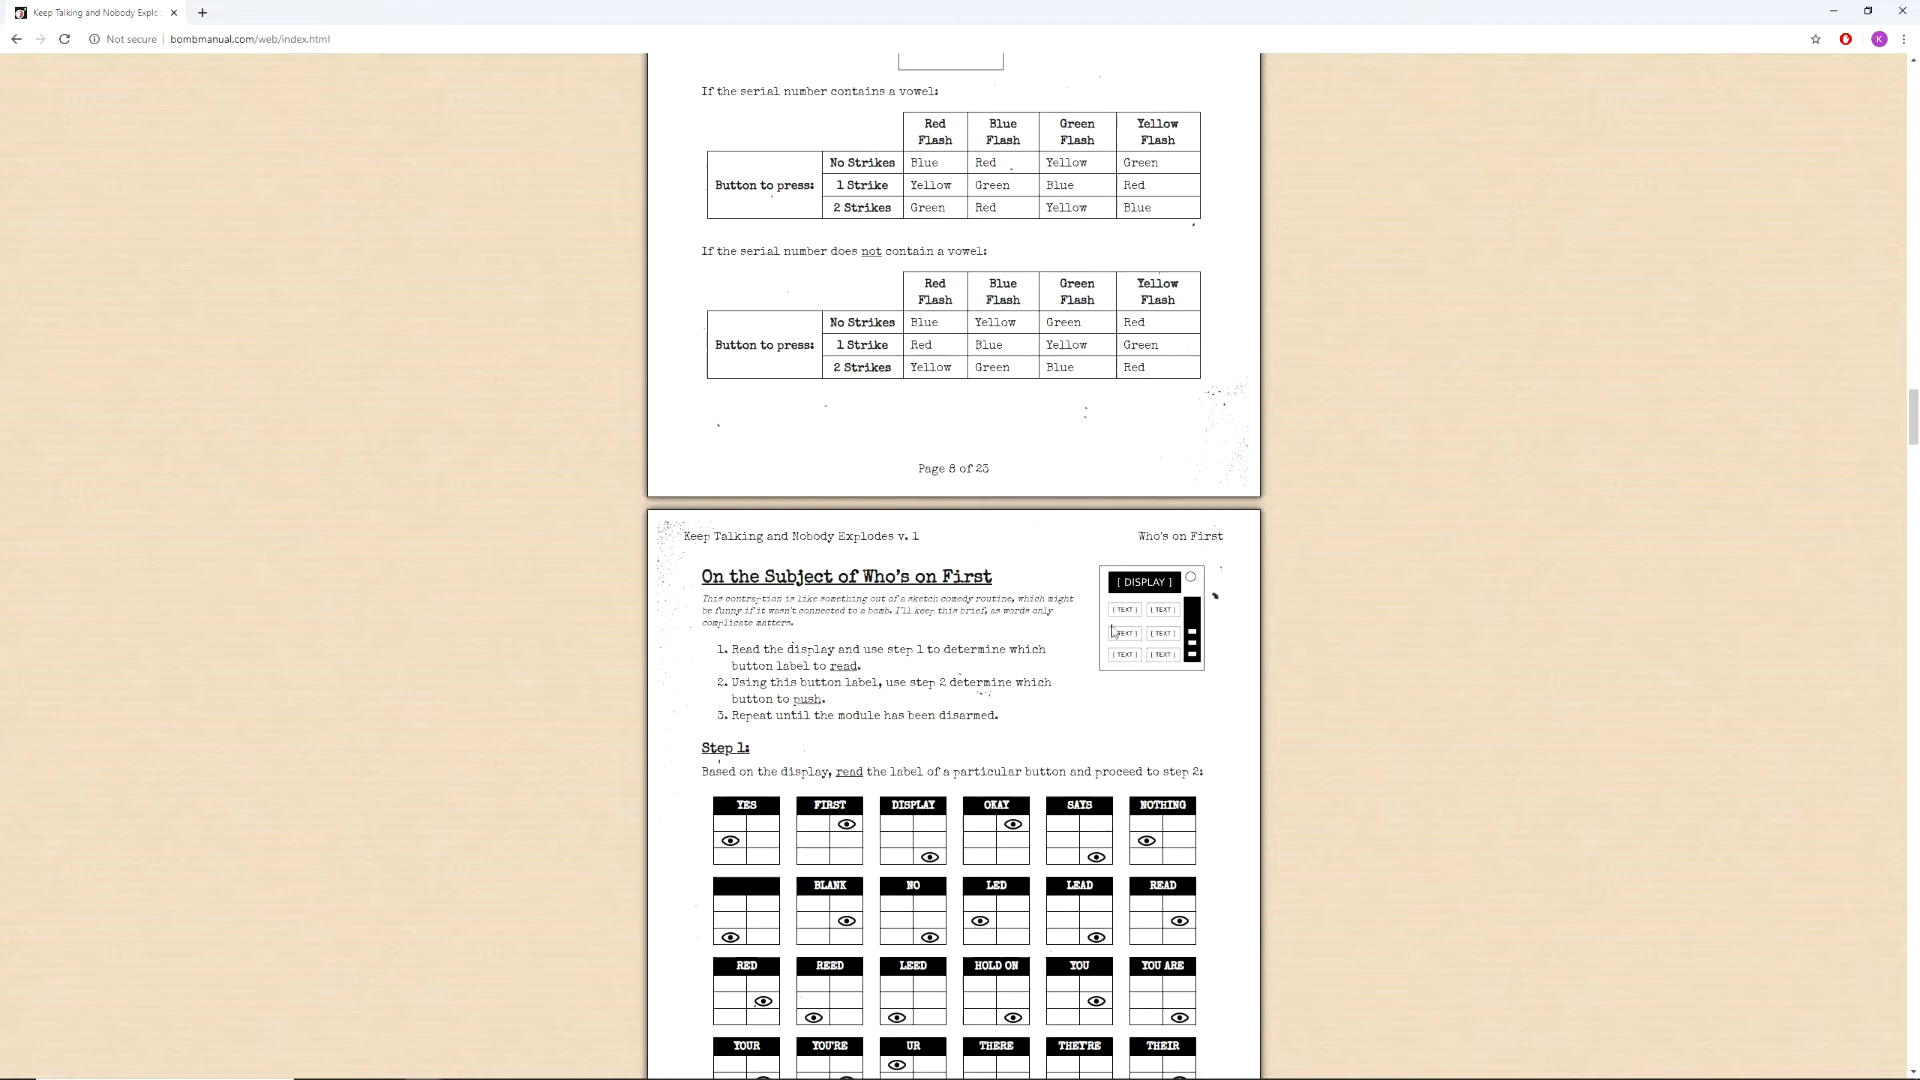 Keep Talking and Nobody Explo
Not secure bombmanual.com/web/index.html K
If the serial number contains a vowel:
Red Flash Blue Flash Green Flash Yellow Flash
Button to press:
No Strikes Blue Red Yellow Green
1 Strike Yellow Green Blue Red
2 Strikes Green Red Yellow Blue
If the serial number does not contain a vowel:
Red Flash Blue Flash Green Flash Yellow Flash
Button to press:
No Strikes Blue Yellow Green Red
1 Strike Red Blue Yellow Green
2 Strikes Yellow Green Blue Red
Page 8 of 23
Keep Talking and Nobody Explodes v. 1 Who's on First
On the Subject of Who's on First
This contraption is like something out of a sketch comedy routine, which might
be funny if it wasn't connected to a bomb. I'll keep this brief, as words only
complicate matters.
[ DISPLAY ]
[ TEXT ] [ TEXT ]
[ TEXT ] [ TEXT ]
[ TEXT ] [ TEXT ]
1. Read the display and use step 1 to determine which
button label to read.
2. Using this button label, use step 2 determine which
button to push.
3. Repeat until the module has been disarmed.
Step 1:
Based on the display, read the label of a particular button and proceed to step 2:
YES FIRST DISPLAY OKAY SAYS NOTHING
BLANK NO LED LEAD READ
RED REED LEED HOLD ON YOU YOU ARE
YOUR YOU'RE UR THERE THEY'RE THEIR